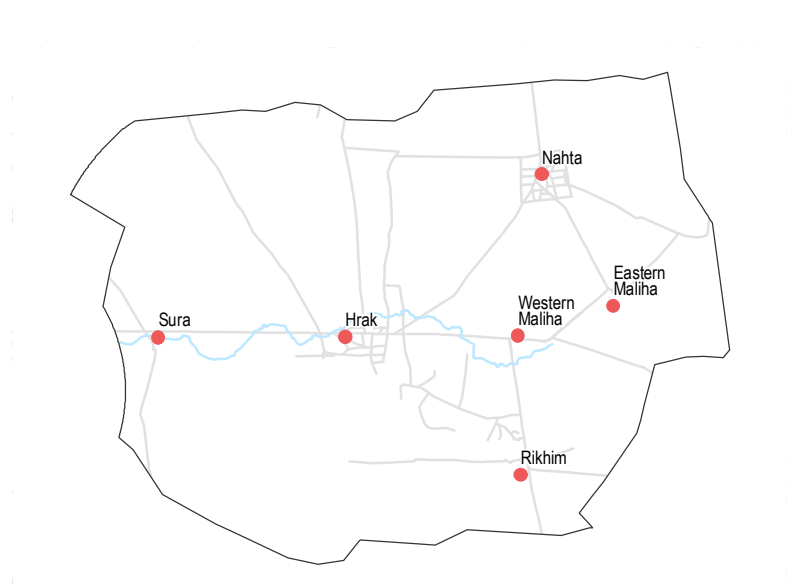 Nahta
Eastern
Maliha
Western
Maliha
Sura
Hrak
Rikhim